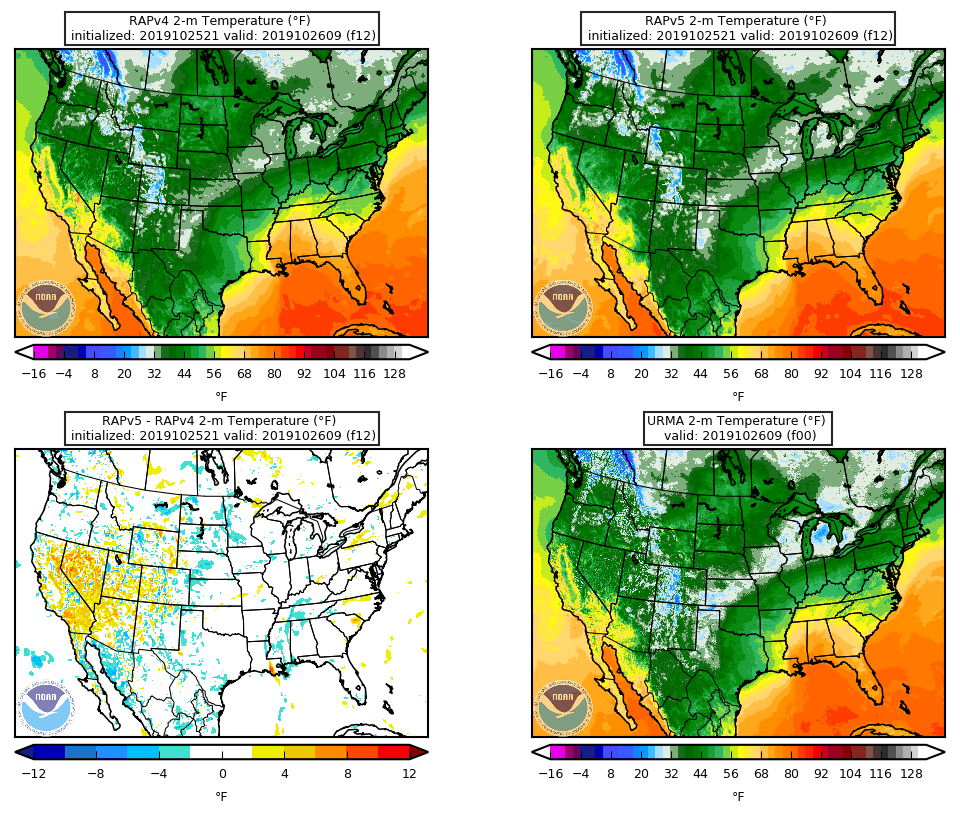 RAPv4 2-m Temperature (°F)
initialized: 2019102521 valid: 2019102609 (f12)
RAPv5 2-m Temperature (°F)
initialized: 2019102521 valid: 2019102609 (f12)
noaa
noaa
−16 −4 8 20 32 44 56 68 80 92 104 116 128
°F
−16 −4 8 20 32 44 56 68 80 92 104 116 128
°F
RAPv5 - RAPv4 2-m Temperature (°F)
initialized: 2019102521 valid: 2019102609 (f12)
URMA 2-m Temperature (°F)
valid: 2019102609 (f00)
noaa
noaa
−12 −8 −4 0 4 8 12
°F
−16 −4 8 20 32 44 56 68 80 92 104 116 128
°F